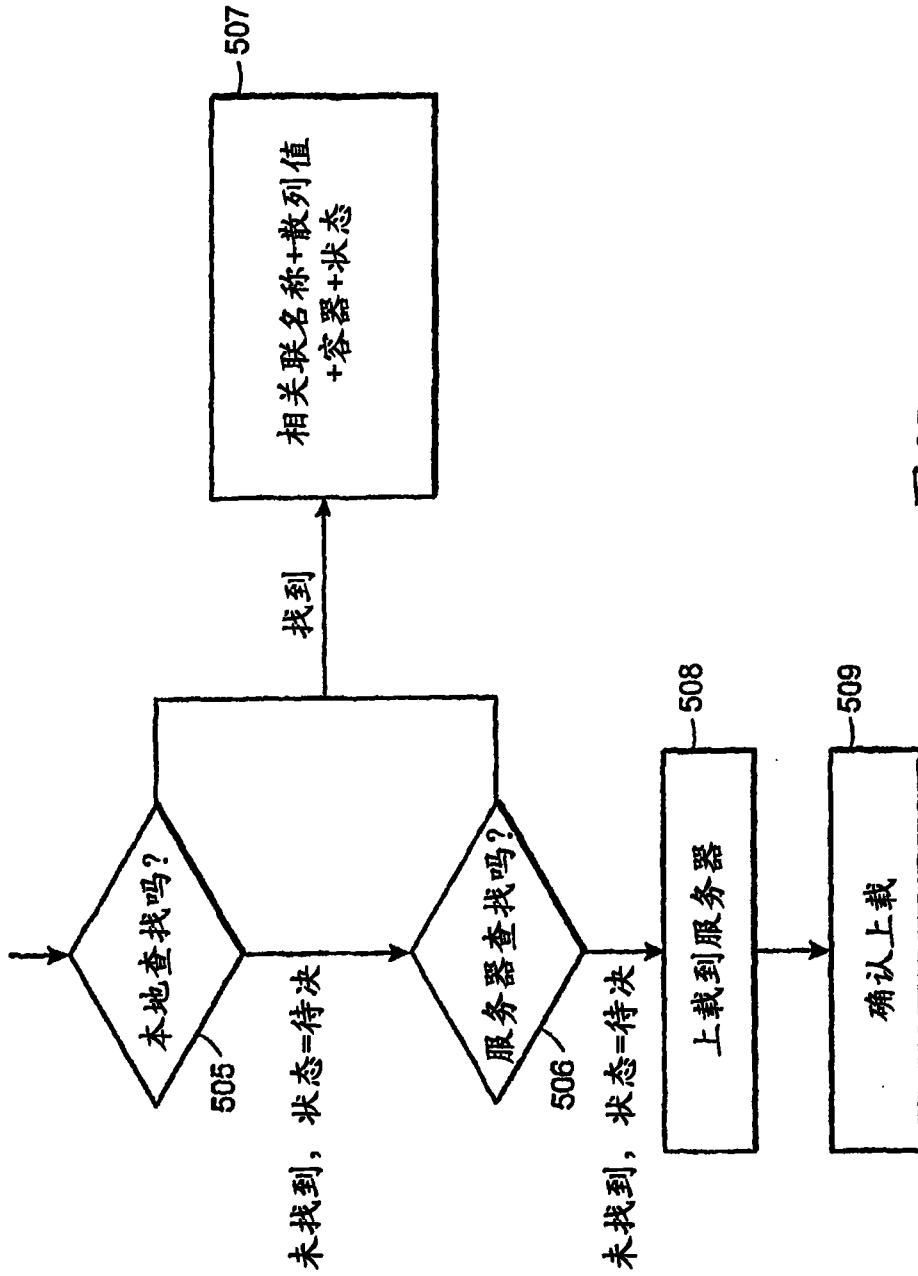 本地查找吗?
505
未找到，状态=待决
找到
相关联名称+散列值
+容器+状态
507
服务器查找吗?
506
未找到，状态=待决
上载到服务器
508
确认上载
509